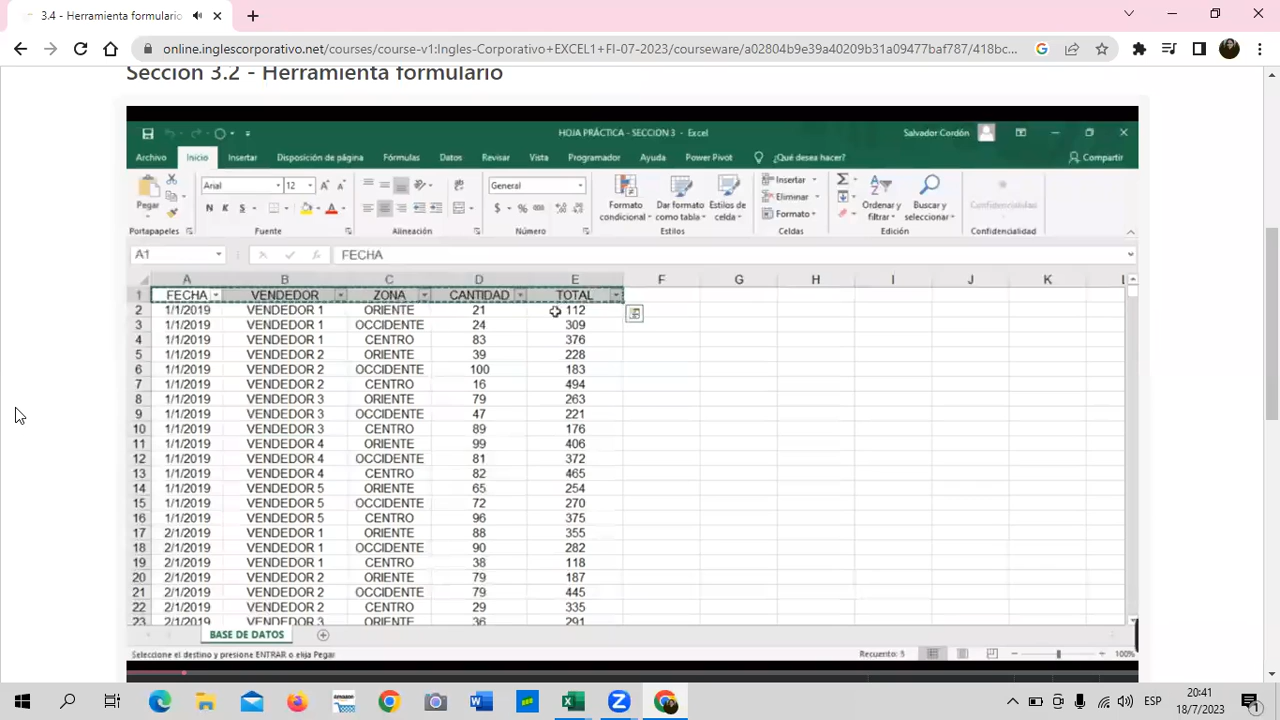 3.4 - Herramienta formulario
online.inglescorporativo.net/courses/course-v1:Ingles-Corporativo+EXCEL1+FI-07-2023/courseware/a02804b9e39a40209b31a09477baf787/418bc...
Sección 3.2 - Herramienta formulario
HOJA PRÁCTICA - SECCION 3 - Excel
Salvador Cordón
Archivo Inicio Insertar Disposición de página Fórmulas Datos Revisar Vista Programador Ayuda Power Pivot ¿Qué desea hacer? Compartir
Pegar Arial 12 General Formato condicional Dar formato como tabla Estilos de celda Insertar Eliminar Formato Ordenar y filtrar Buscar y seleccionar Confidencialidad
N K S $ % 000
Portapapeles Fuente Alineación Número Estilos Celdas Edición Confidencialidad
A1 FECHA
A B C D E F G H I J K
1 FECHA VENDEDOR ZONA CANTIDAD TOTAL
2 1/1/2019 VENDEDOR 1 ORIENTE 21 112
3 1/1/2019 VENDEDOR 1 OCCIDENTE 24 309
4 1/1/2019 VENDEDOR 1 CENTRO 83 376
5 1/1/2019 VENDEDOR 2 ORIENTE 39 228
6 1/1/2019 VENDEDOR 2 OCCIDENTE 100 183
7 1/1/2019 VENDEDOR 2 CENTRO 16 494
8 1/1/2019 VENDEDOR 3 ORIENTE 79 263
9 1/1/2019 VENDEDOR 3 OCCIDENTE 47 221
10 1/1/2019 VENDEDOR 3 CENTRO 89 176
11 1/1/2019 VENDEDOR 4 ORIENTE 99 406
12 1/1/2019 VENDEDOR 4 OCCIDENTE 81 372
13 1/1/2019 VENDEDOR 4 CENTRO 82 465
14 1/1/2019 VENDEDOR 5 ORIENTE 65 254
15 1/1/2019 VENDEDOR 5 OCCIDENTE 72 270
16 1/1/2019 VENDEDOR 5 CENTRO 96 375
17 2/1/2019 VENDEDOR 1 ORIENTE 88 355
18 2/1/2019 VENDEDOR 1 OCCIDENTE 90 282
19 2/1/2019 VENDEDOR 1 CENTRO 38 118
20 2/1/2019 VENDEDOR 2 ORIENTE 79 187
21 2/1/2019 VENDEDOR 2 OCCIDENTE 79 445
22 2/1/2019 VENDEDOR 2 CENTRO 29 335
23 2/1/2019 VENDEDOR 3 ORIENTE 36 291
BASE DE DATOS
Seleccione el destino y presione ENTRAR o elija Pegar Recuento: 5 100%
ESP 20:41
18/7/2023